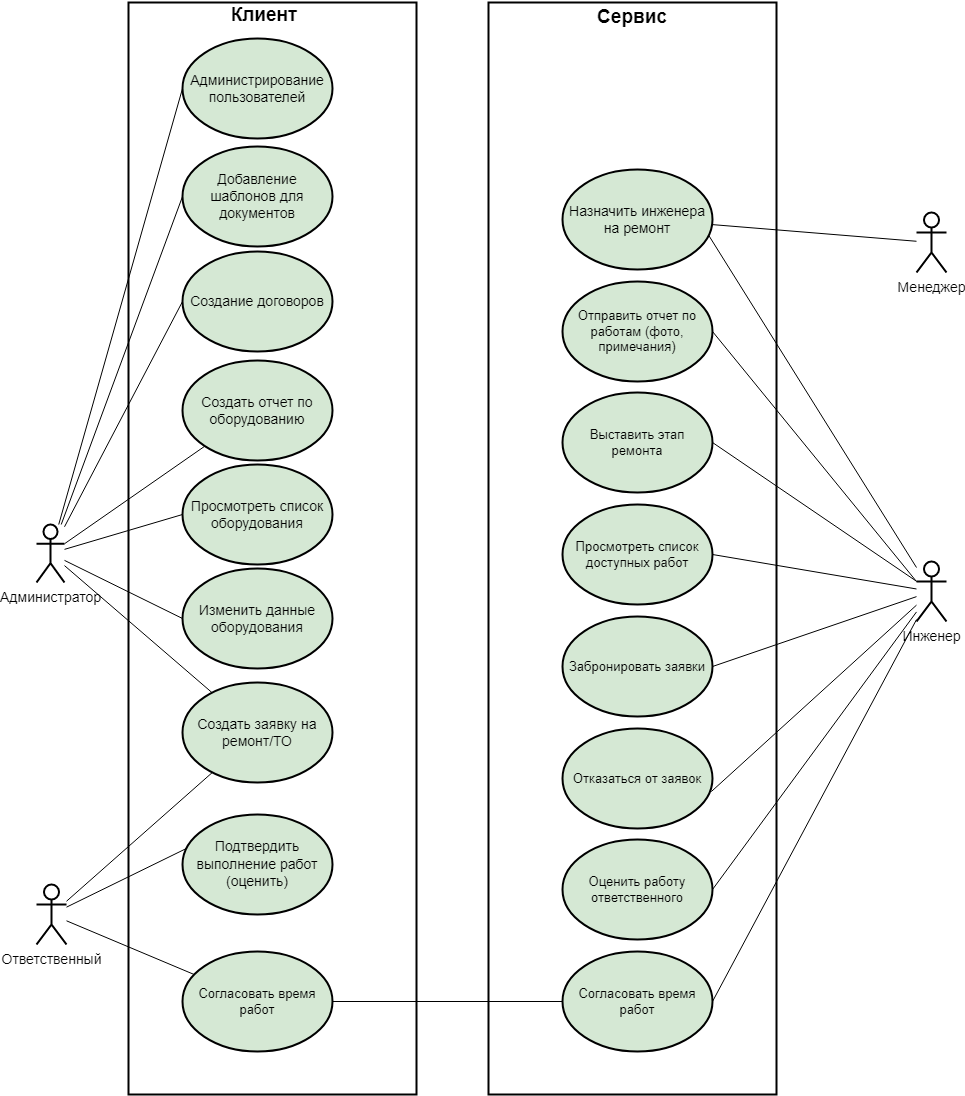 Клиент
Администрирование
пользователей
Добавление
шаблонов для
документов
Создание договоров
Создать отчет по
оборудованию
Просмотреть список
оборудования
Изменить данные
оборудования
Создать заявку на
ремонт/ТО
Подтвердить
выполнение работ
(оценить)
Согласовать время
работ
Администратор
Ответственный
Сервис
Назначить инженера
на ремонт
Отправить отчет по
работам (фото,
примечания)
Выставить этап
ремонта
Просмотреть список
доступных работ
Забронировать заявки
Отказаться от заявок
Оценить работу
ответственного
Согласовать время
работ
Менеджер
Инженер